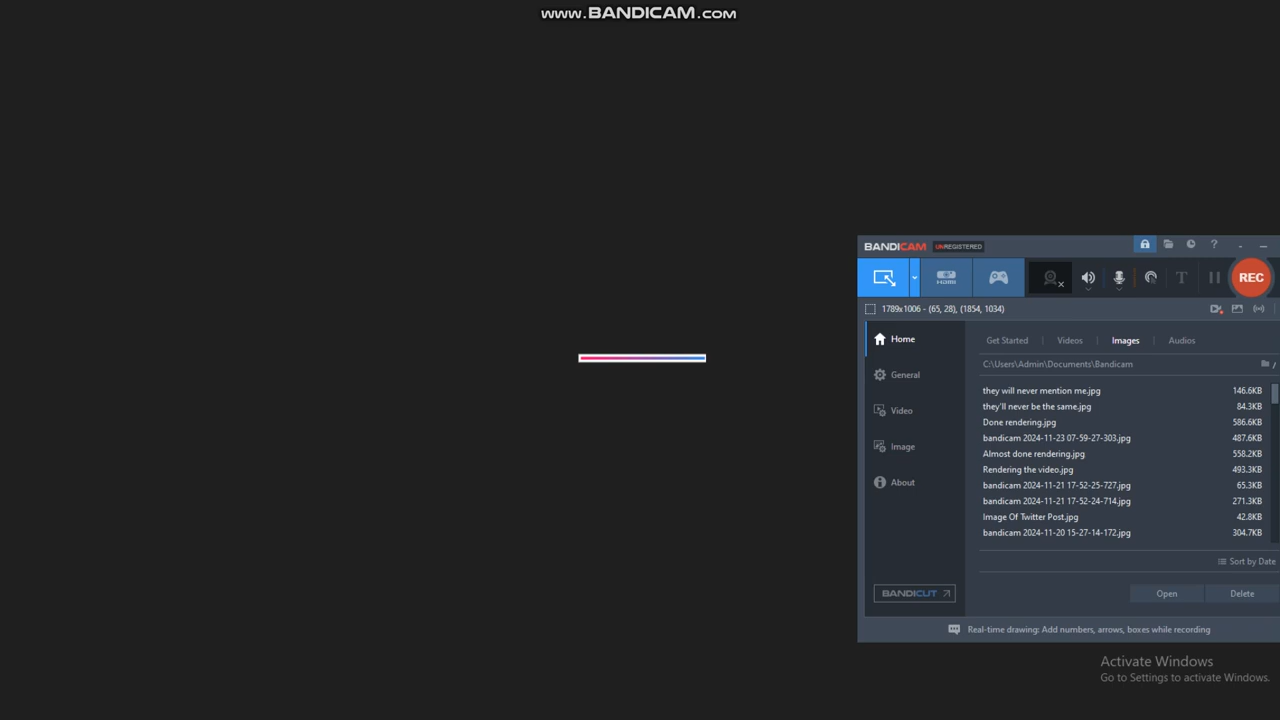 www.BANDICAM.com
BANDICAM UNREGISTERED
?
HDMI
T
REC
1789x1006 - (65, 28), (1854, 1034)
Home
Get Started
Videos
Images
Audios
C:\Users\Admin\Documents\Bandicam
General
Video
Image
About
they will never mention me.jpg 146.6KB
they'll never be the same.jpg 84.3KB
Done rendering.jpg 586.6KB
bandicam 2024-11-23 07-59-27-303.jpg 487.6KB
Almost done rendering.jpg 558.2KB
Rendering the video.jpg 493.3KB
bandicam 2024-11-21 17-52-25-727.jpg 65.3KB
bandicam 2024-11-21 17-52-24-714.jpg 271.3KB
Image Of Twitter Post.jpg 42.8KB
bandicam 2024-11-20 15-27-14-172.jpg 304.7KB
Sort by Date
BANDICUT
Open
Delete
Real-time drawing: Add numbers, arrows, boxes while recording
Activate Windows
Go to Settings to activate Windows.